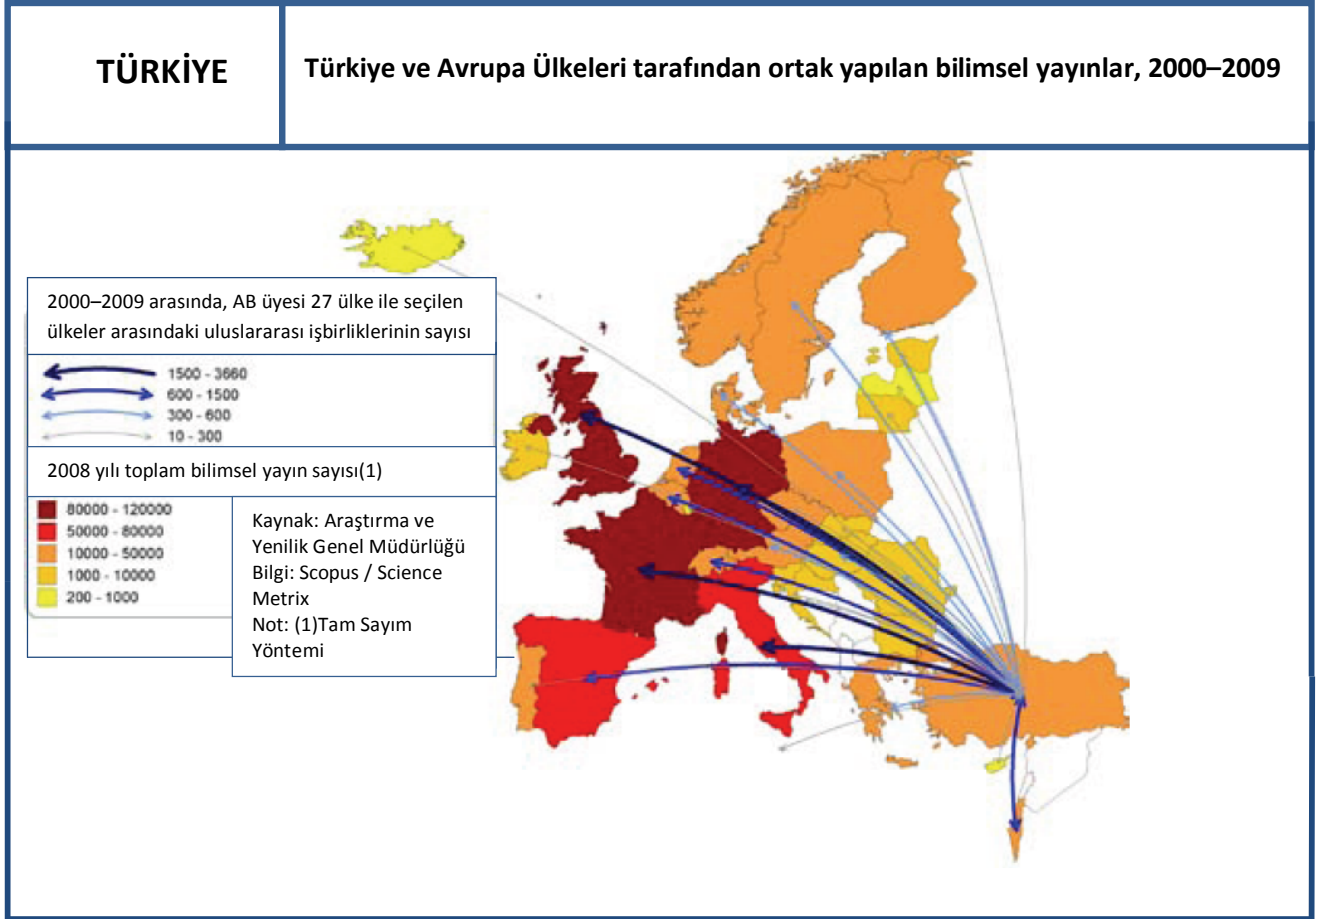 TÜRKİYE
Türkiye ve Avrupa Ülkeleri tarafından ortak yapılan bilimsel yayınlar, 2000–2009
2000–2009 arasında, AB üyesi 27 ülke ile seçilen
ülkeler arasındaki uluslararası işbirliklerinin sayısı
1500 - 3660
600 - 1500
300 - 600
10 - 300
2008 yılı toplam bilimsel yayın sayısı(1)
80000 - 120000
50000 - 80000
10000 - 50000
1000 - 10000
200 - 1000
Kaynak: Araştırma ve
Yenilik Genel Müdürlüğü
Bilgi: Scopus / Science
Metrix
Not: (1)Tam Sayım
Yöntemi